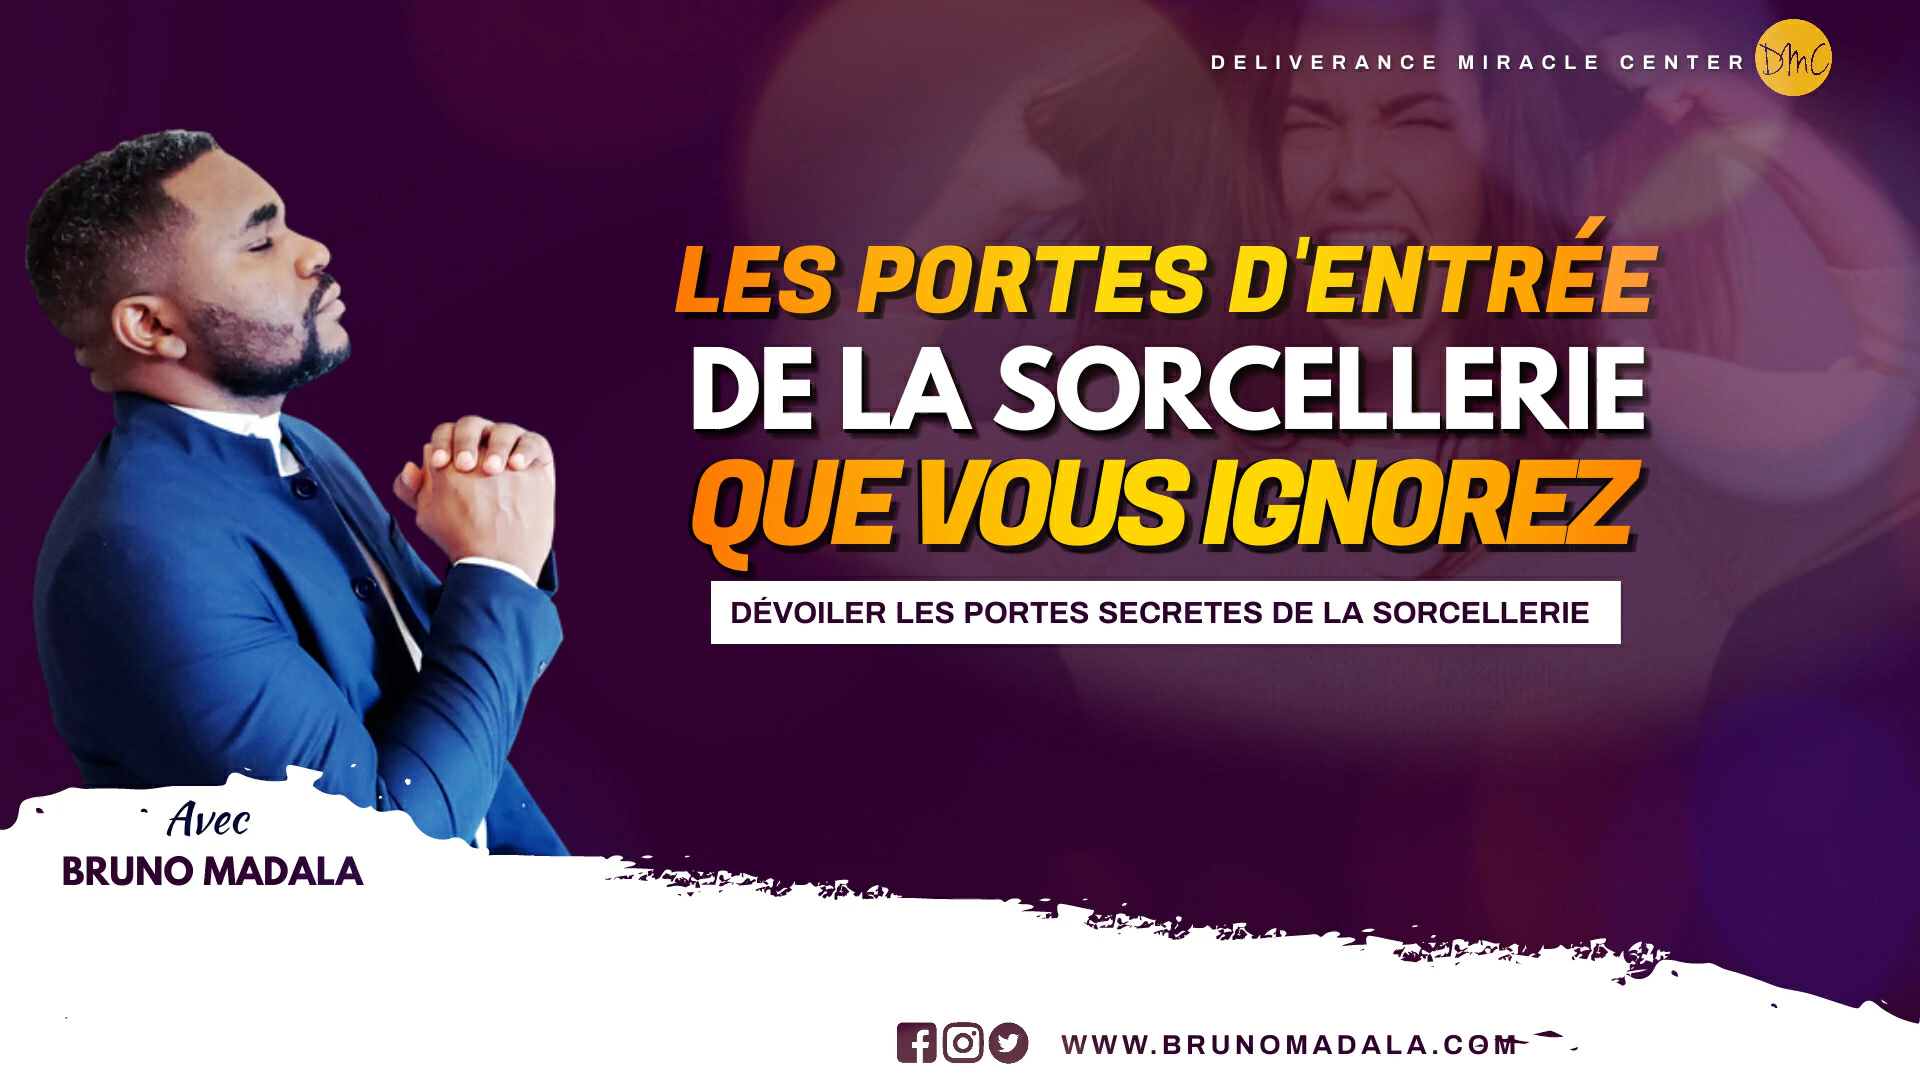 DELIVERANCE MIRACLE CENTER DMC
LES PORTES D'ENTRÉE
DE LA SORCELLERIE
QUE VOUS IGNOREZ
DÉVOILER LES PORTES SECRETES DE LA SORCELLERIE
Avec
BRUNO MADALA
WWW.BRUNOMADALA.COM